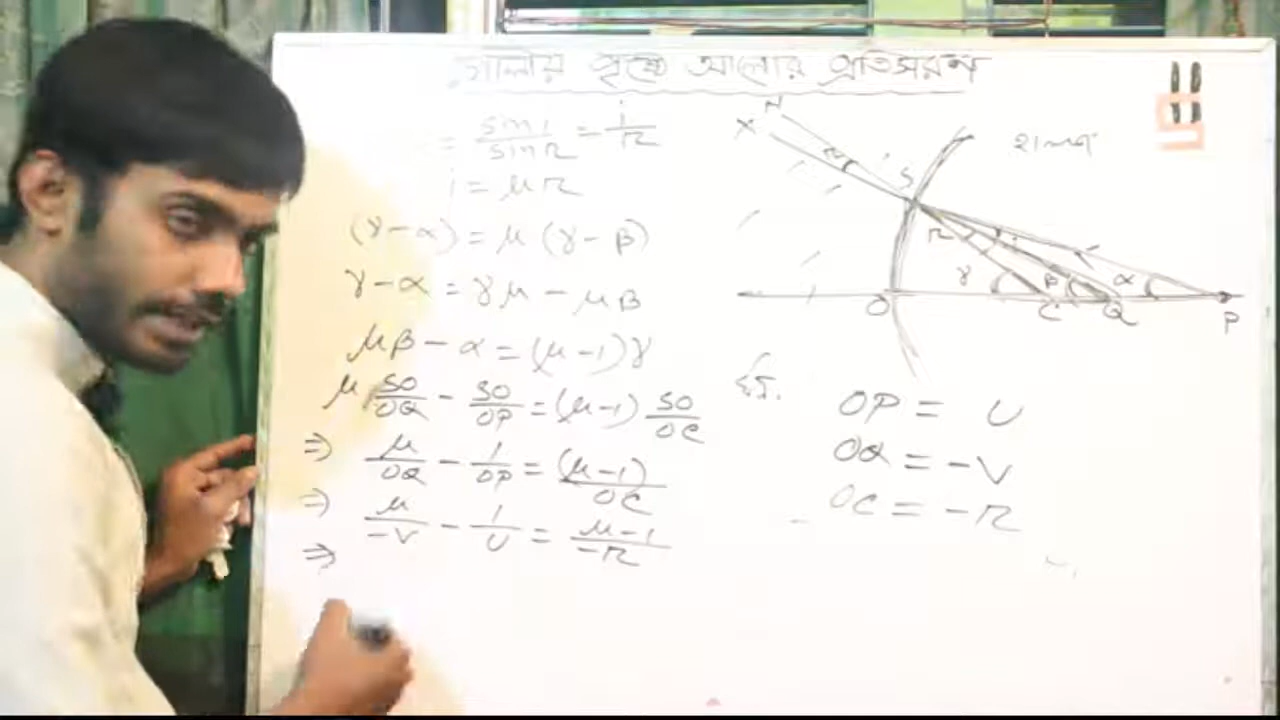 গোলীয় পৃষ্ঠে আলোর প্রতিসরণ
= sin i / sin r = i / r
i = μr
(γ - α) = μ (γ - β)
γ - α = γμ - μβ
μβ - α = (μ - 1) γ
μ SO/OQ - SO/OP = (μ - 1) SO/OC
⇒ μ/OQ - 1/OP = (μ - 1)/OC
⇒ μ/-v - 1/u = μ - 1/-r
⇒
N
X
S
r
γ
β
α
O
C
Q
P
OP = u
OQ = -v
OC = -r